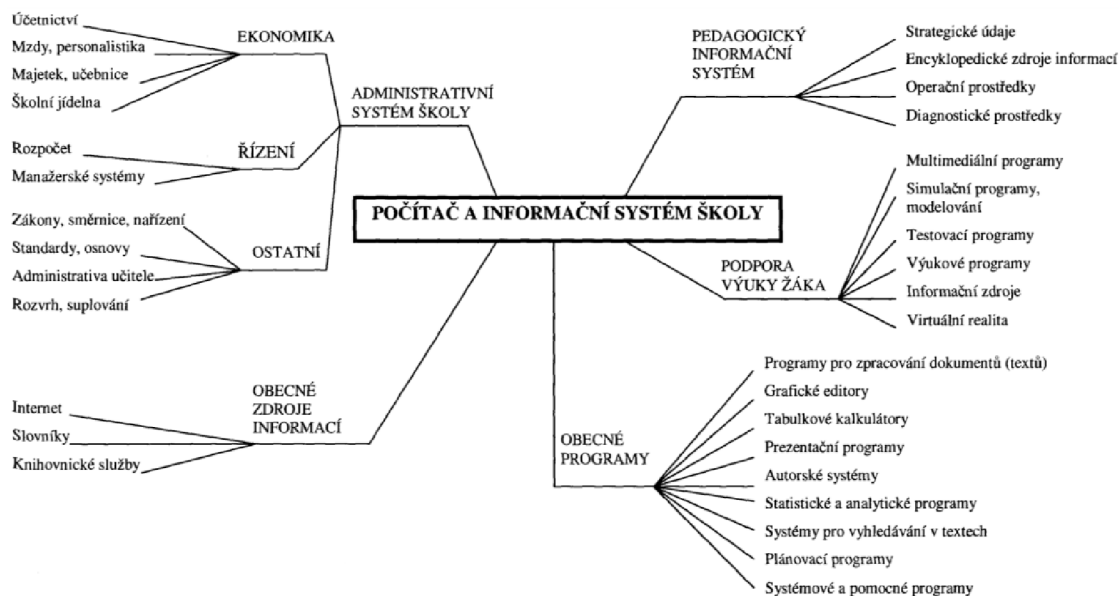 Účetnictví
Mzdy, personalistika
Majetek, učebnice
Školní jídelna
EKONOMIKA
Rozpočet
Manažerské systémy
ŘÍZENÍ
Zákony, směrnice, nařízení
Standardy, osnovy
Administrativa učitele
Rozvrh, suplování
OSTATNÍ
ADMINISTRATIVNÍ
SYSTÉM ŠKOLY
Internet
Slovníky
Knihovnické služby
OBECNÉ
ZDROJE
INFORMACÍ
POČÍTAČ A INFORMAČNÍ SYSTÉM ŠKOLY
PEDAGOGICKÝ
INFORMAČNÍ
SYSTÉM
Strategické údaje
Encyklopedické zdroje informací
Operační prostředky
Diagnostické prostředky
PODPORA
VÝUKY ŽÁKA
Multimediální programy
Simulační programy,
modelování
Testovací programy
Výukové programy
Informační zdroje
Virtuální realita
OBECNÉ
PROGRAMY
Programy pro zpracování dokumentů (textů)
Grafické editory
Tabulkové kalkulátory
Prezentační programy
Autorské systémy
Statistické a analytické programy
Systémy pro vyhledávání v textech
Plánovací programy
Systémové a pomocné programy